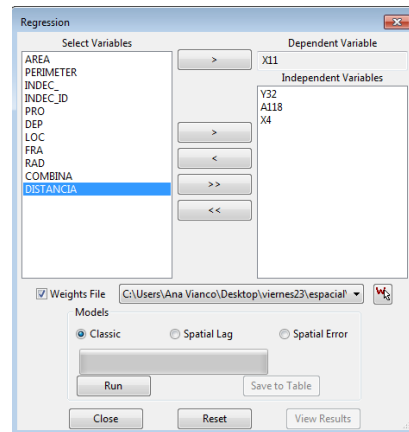 Regression
Select Variables
AREA
PERIMETER
INDEC_
INDEC_ID
PRO
DEP
LOC
FRA
RAD
COMBINA
DISTANCIA
>
>
<
>>
<<
Dependent Variable
X11
Independent Variables
Y32
A118
X4
Weights File C:\Users\Ana Vianco\Desktop\viernes23\espacial\
Models
Classic Spatial Lag Spatial Error
Run Save to Table
Close Reset View Results